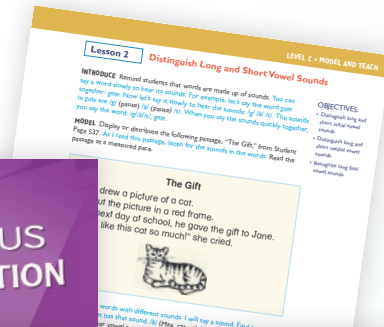 LEVEL C • MODEL AND TEACH
Lesson 2 Distinguish Long and Short Vowel Sounds
INTRODUCE Remind students that words are made up of sounds. You can
say a word slowly to hear its sounds. For example, let's say the word gate
together: gate. Now let's say it slowly to hear the sounds: /g/ /ā/ /t/. The sounds
in gate are /g/ (pause) /ā/ (pause) /t/. When you say the sounds quickly together,
you say the word: /g/ā/t/, gate.
MODEL Display or distribute the following passage, "The Gift," from Student
Page 537. As I read this passage, listen for the sounds in the words. Read the
passage at a measured pace.
OBJECTIVES:
• Distinguish long and
short initial vowel
sounds
• Distinguish long and
short medial vowel
sounds
• Recognize long final
vowel sounds
The Gift
drew a picture of a cat.
ut the picture in a red frame.
next day of school, he gave the gift to Jane.
like this cat so much!" she cried.
words with different sounds. I will say a sound. Find
has that sound. /ā/
US
TION